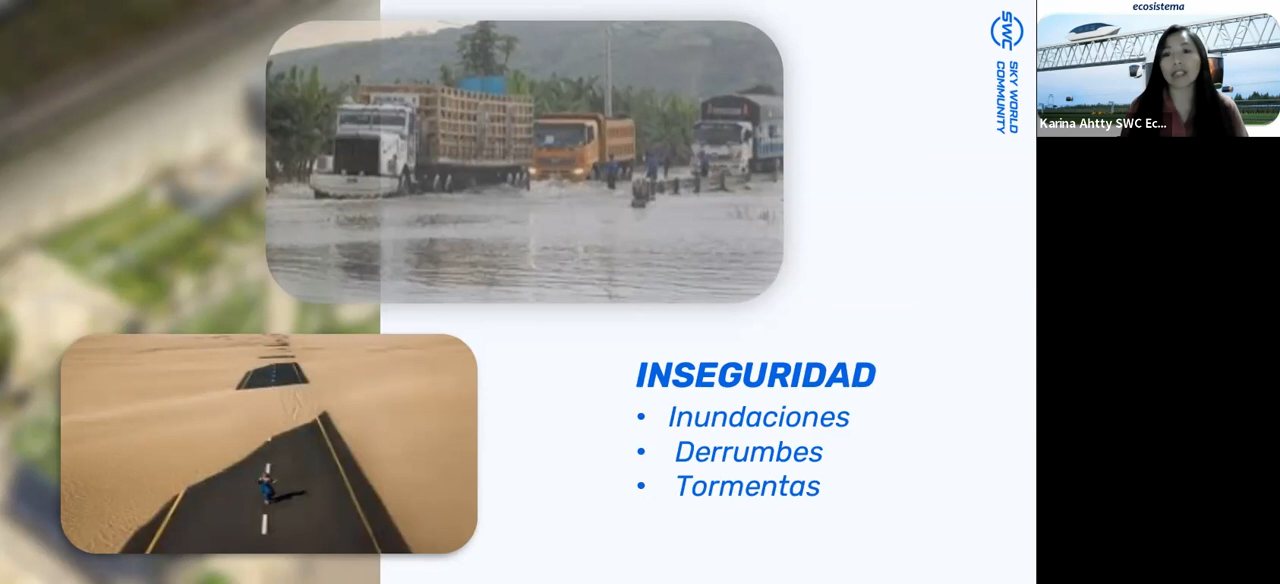 INSEGURIDAD
• Inundaciones
• Derrumbes
• Tormentas
SWC
SKY WORLD
COMMUNITY
ecosistema
Karina Ahtty SWC Ec...